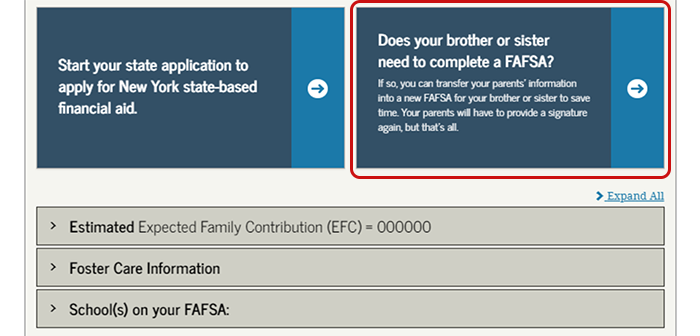 Start your state application to
apply for New York state-based
financial aid.
Does your brother or sister
need to complete a FAFSA?
If so, you can transfer your parents' information
into a new FAFSA for your brother or sister to save
time. Your parents will have to provide a signature
again, but that's all.
Expand All
Estimated Expected Family Contribution (EFC) = 000000
Foster Care Information
School(s) on your FAFSA: